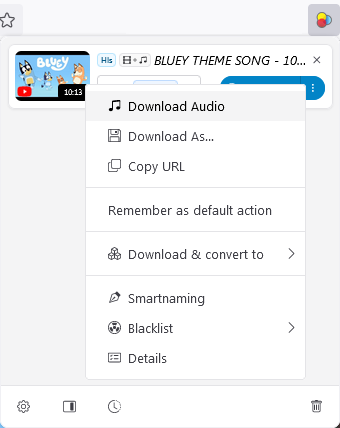 Hls BLUEY THEME SONG - 10...
BLUEY
10:13
Download Audio
Download As...
Copy URL
Remember as default action
Download & convert to
Smartnaming
Blacklist
Details